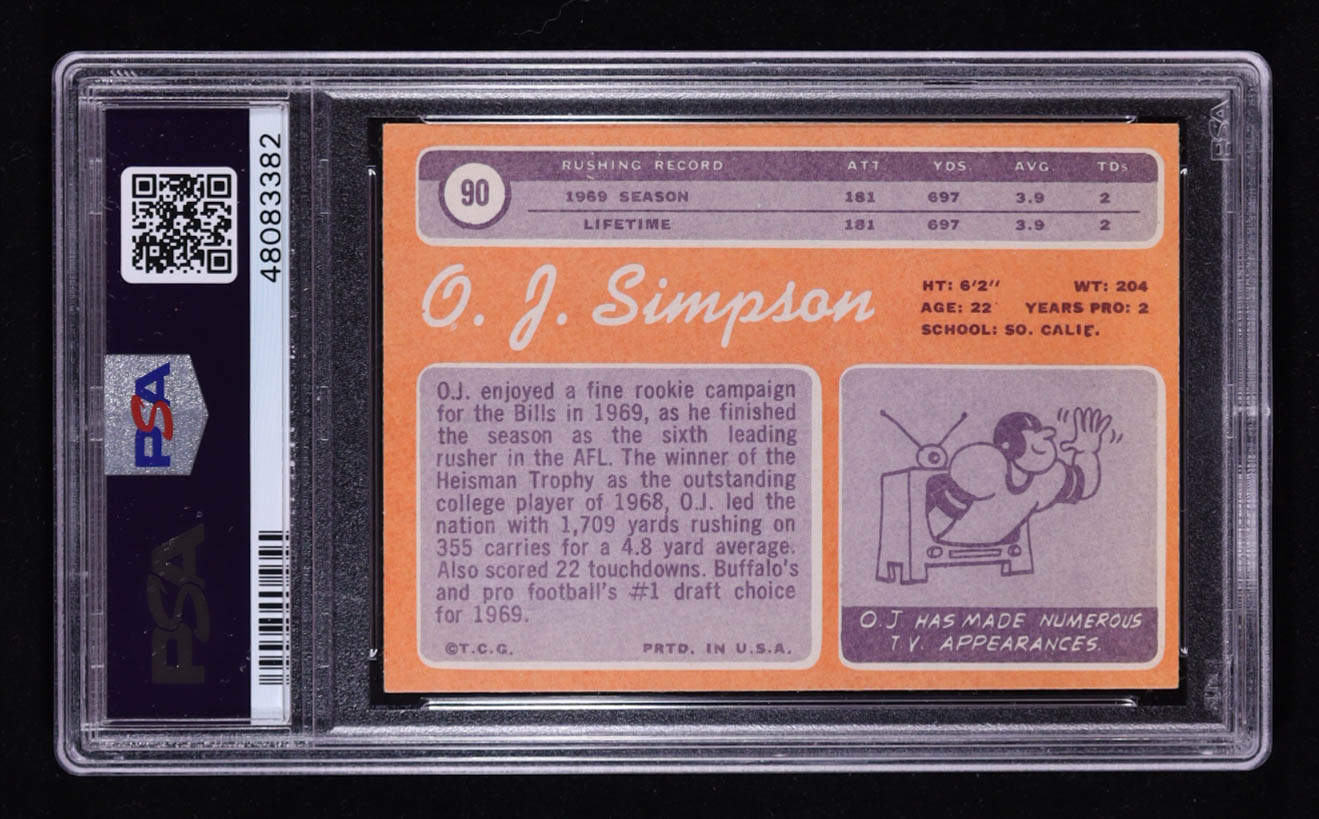 48083382
PSA
PSA
PSA
90
RUSHING RECORD ATT. YDS. AVG. TDs
1969 SEASON 181 697 3.9 2
LIFETIME 181 697 3.9 2
O. J. Simpson
HT: 6'2" WT: 204
AGE: 22 YEARS PRO: 2
SCHOOL: SO. CALIF.
O.J. enjoyed a fine rookie campaign
for the Bills in 1969, as he finished
the season as the sixth leading
rusher in the AFL. The winner of the
Heisman Trophy as the outstanding
college player of 1968, O.J. led the
nation with 1,709 yards rushing on
355 carries for a 4.8 yard average.
Also scored 22 touchdowns. Buffalo's
and pro football's #1 draft choice
for 1969.
©T.C.G. PRTD. IN U.S.A.
O.J HAS MADE NUMEROUS
T.V. APPEARANCES.